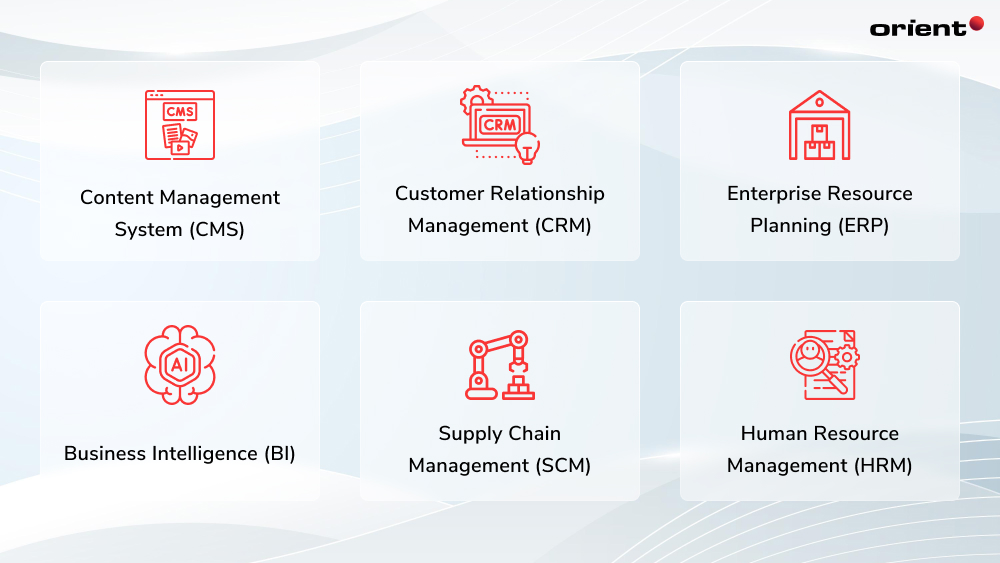 orient
CMS
Content Management
System (CMS)
CRM
Customer Relationship
Management (CRM)
Enterprise Resource
Planning (ERP)
AI
Business Intelligence (BI)
Supply Chain
Management (SCM)
Human Resource
Management (HRM)